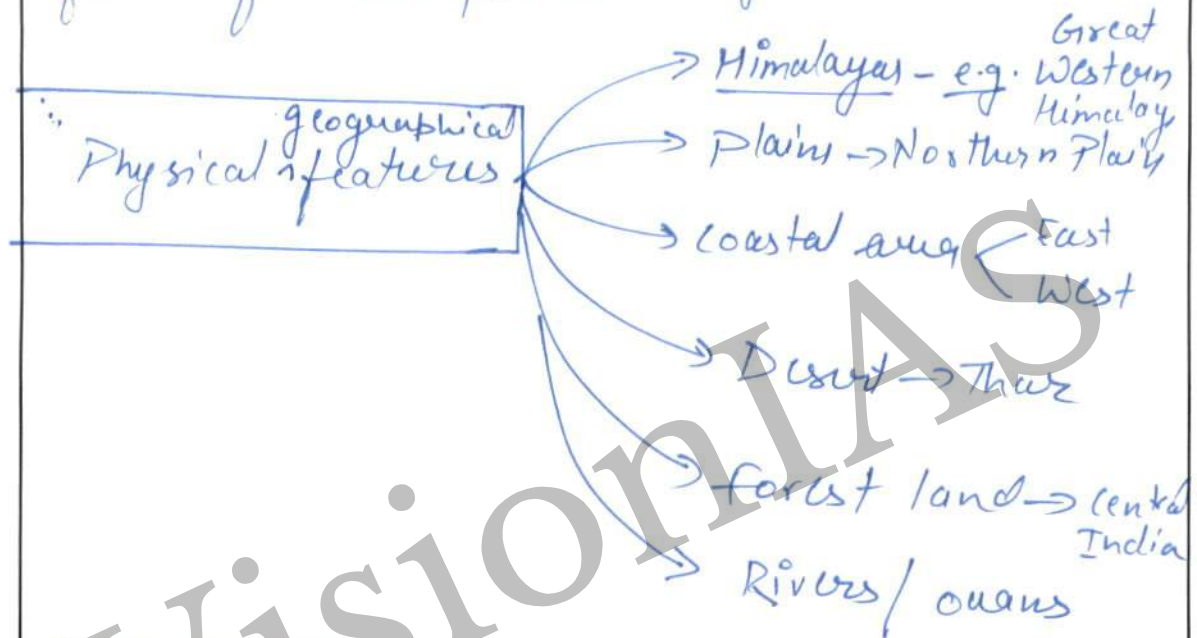 geographical
Physical features
Himalayas - e.g. Great Western Himalay
Plains → Northern Plain
Coastal area < East
West
Desert → Thar
Forest land → Central India
Rivers / oceans
VisionIAS